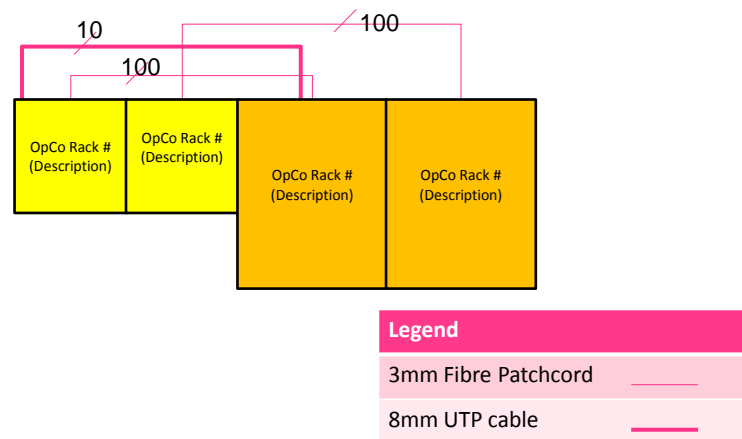 10
100
100
OpCo Rack #
(Description)
OpCo Rack #
(Description)
OpCo Rack #
(Description)
OpCo Rack #
(Description)
Legend
3mm Fibre Patchcord
8mm UTP cable